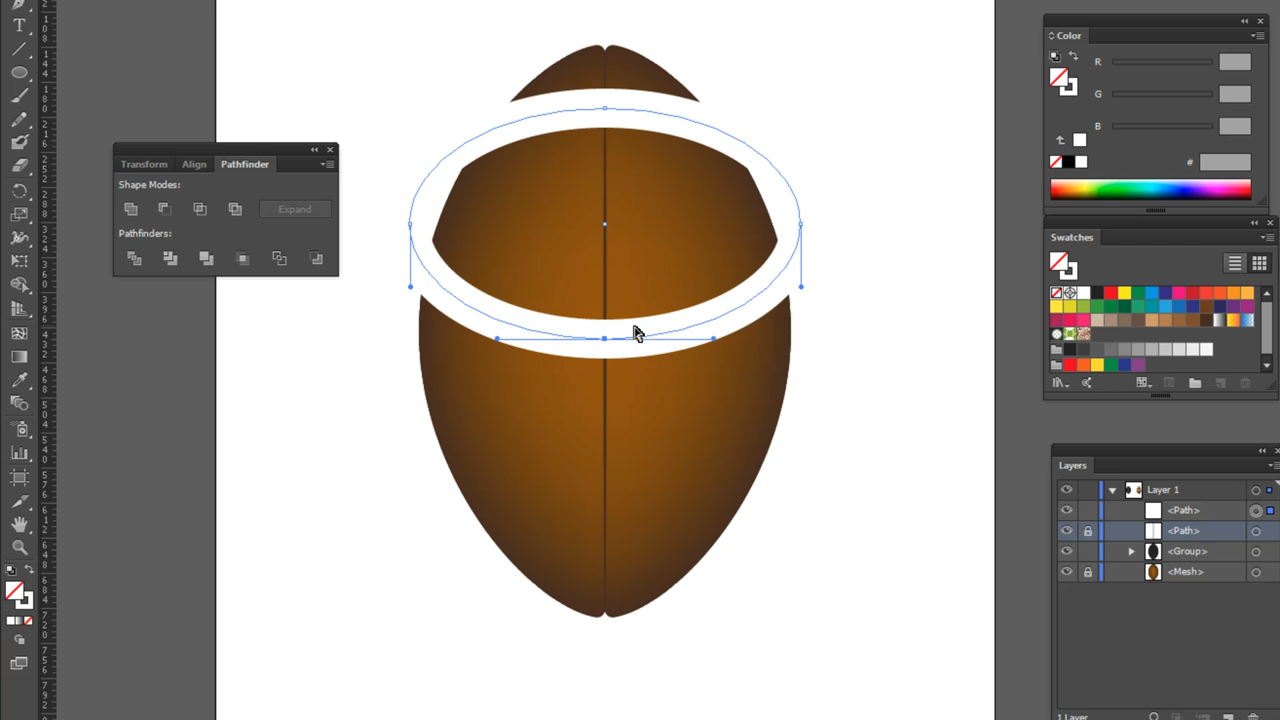 Transform Align Pathfinder
Shape Modes:
Expand
Pathfinders:
Color
R
G
B
#
Swatches
Layers
Layer 1
<Path>
<Path>
<Group>
<Mesh>
1 Layer